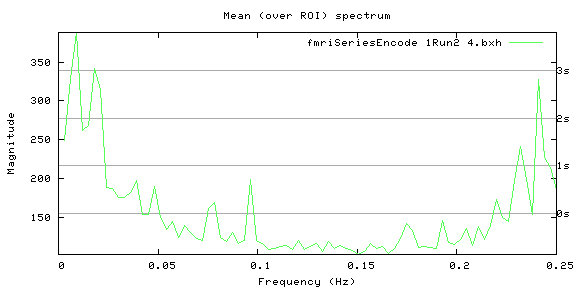 Mean (over ROI) spectrum
fmriSeriesEncode 1Run2 4.bxh
350
300
250
200
150
3s
2s
1s
0s
Magnitude
0
0.05
0.1
0.15
0.2
0.25
Frequency (Hz)